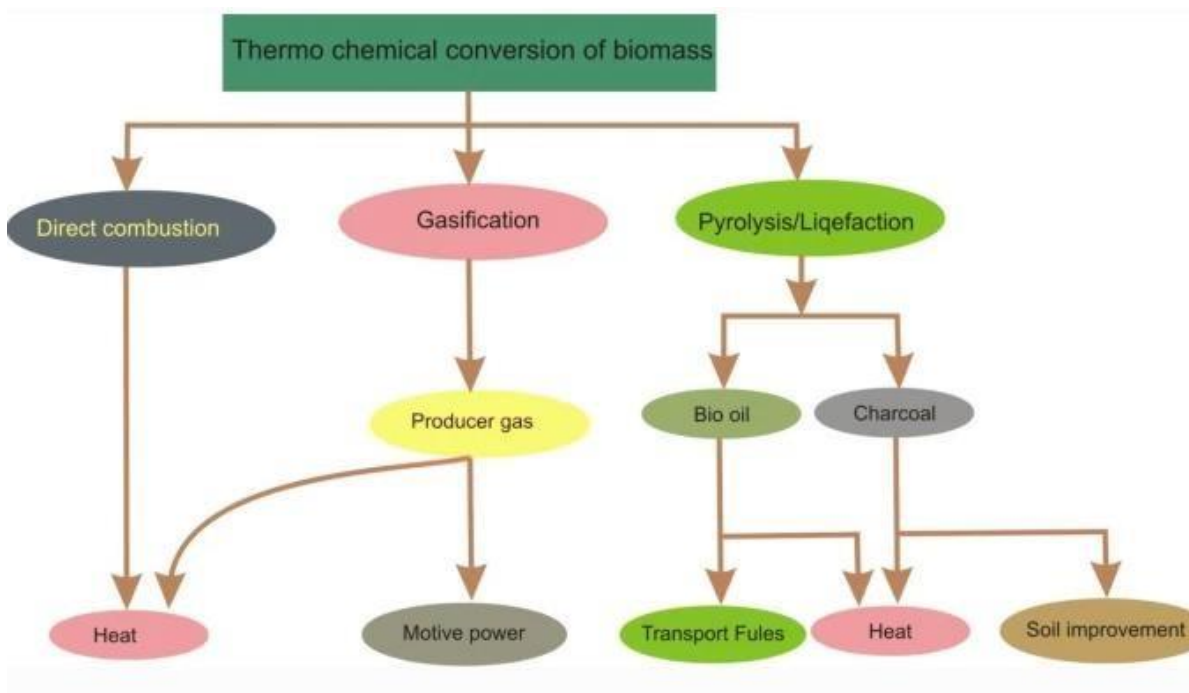 Thermo chemical conversion of biomass
Direct combustion
Gasification
Pyrolysis/Liqefaction
Producer gas
Bio oil
Charcoal
Heat
Motive power
Transport Fules
Heat
Soil improvement